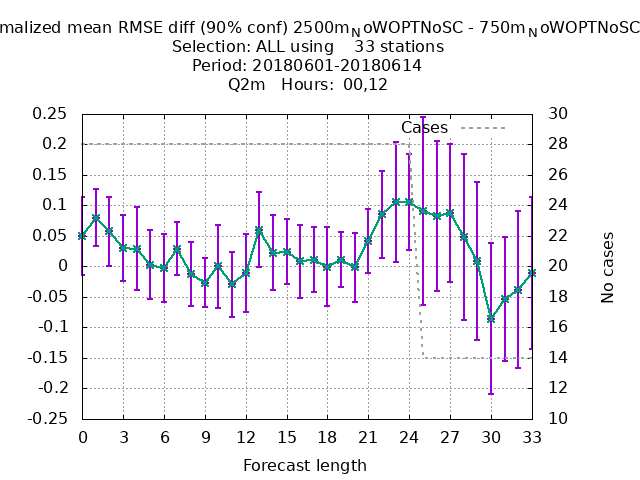 malized mean RMSE diff (90% conf) 2500mNoWOPTNoSC - 750mNoWOPTNoSC
Selection: ALL using    33 stations
Period: 20180601-20180614
Q2m   Hours:  00,12
Cases
0.25
0.2
0.15
0.1
0.05
0
-0.05
-0.1
-0.15
-0.2
-0.25
30
28
26
24
22
20
18
16
14
12
10
No cases
0 3 6 9 12 15 18 21 24 27 30 33
Forecast length